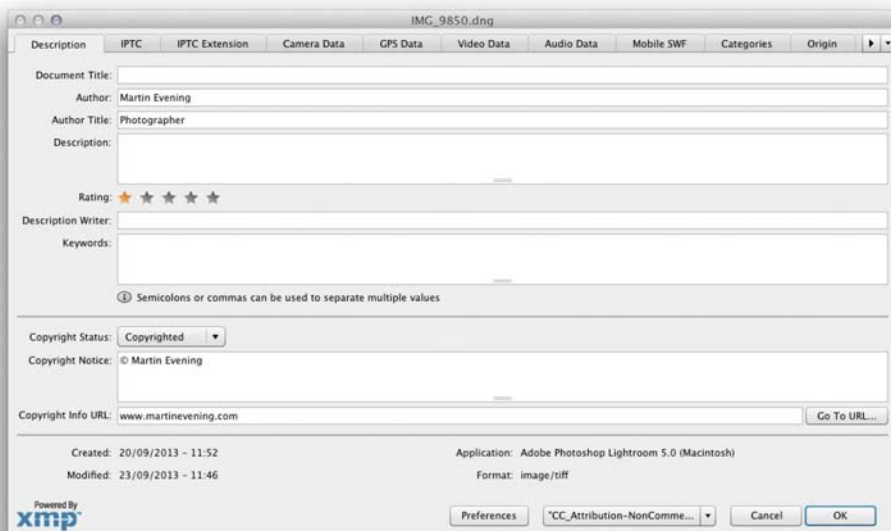 IMG_9850.dng
Description IPTC IPTC Extension Camera Data GPS Data Video Data Audio Data Mobile SWF Categories Origin
Document Title:
Author: Martin Evening
Author Title: Photographer
Description:
Rating:
Description Writer:
Keywords:
Semicolons or commas can be used to separate multiple values
Copyright Status: Copyrighted
Copyright Notice: © Martin Evening
Copyright Info URL: www.martinevening.com Go To URL...
Created: 20/09/2013 - 11:52 Application: Adobe Photoshop Lightroom 5.0 (Macintosh)
Modified: 23/09/2013 - 11:46 Format: image/tiff
Powered By
xmp Preferences "CC_Attribution-NonComme... Cancel OK